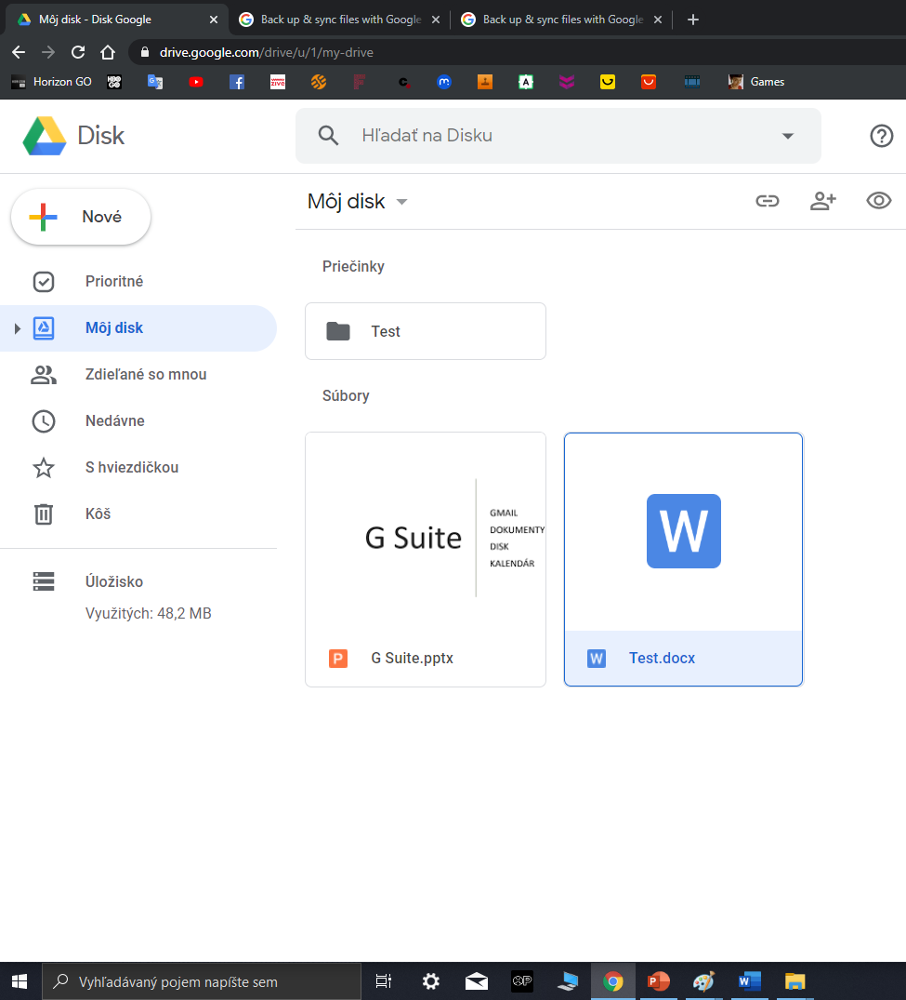 Môj disk - Disk Google
Back up & sync files with Google
Back up & sync files with Google
drive.google.com/drive/u/1/my-drive
Horizon GO
HBO GO
živé
Games
Disk
Hľadať na Disku
Nové
Môj disk
Prioritné
Môj disk
Zdieľané so mnou
Nedávne
S hviezdičkou
Kôš
Úložisko
Využitých: 48,2 MB
Priečinky
Test
Súbory
G Suite
GMAIL
DOKUMENTY
DISK
KALENDÁR
W
P G Suite.pptx
W Test.docx
Vyhľadávaný pojem napíšte sem